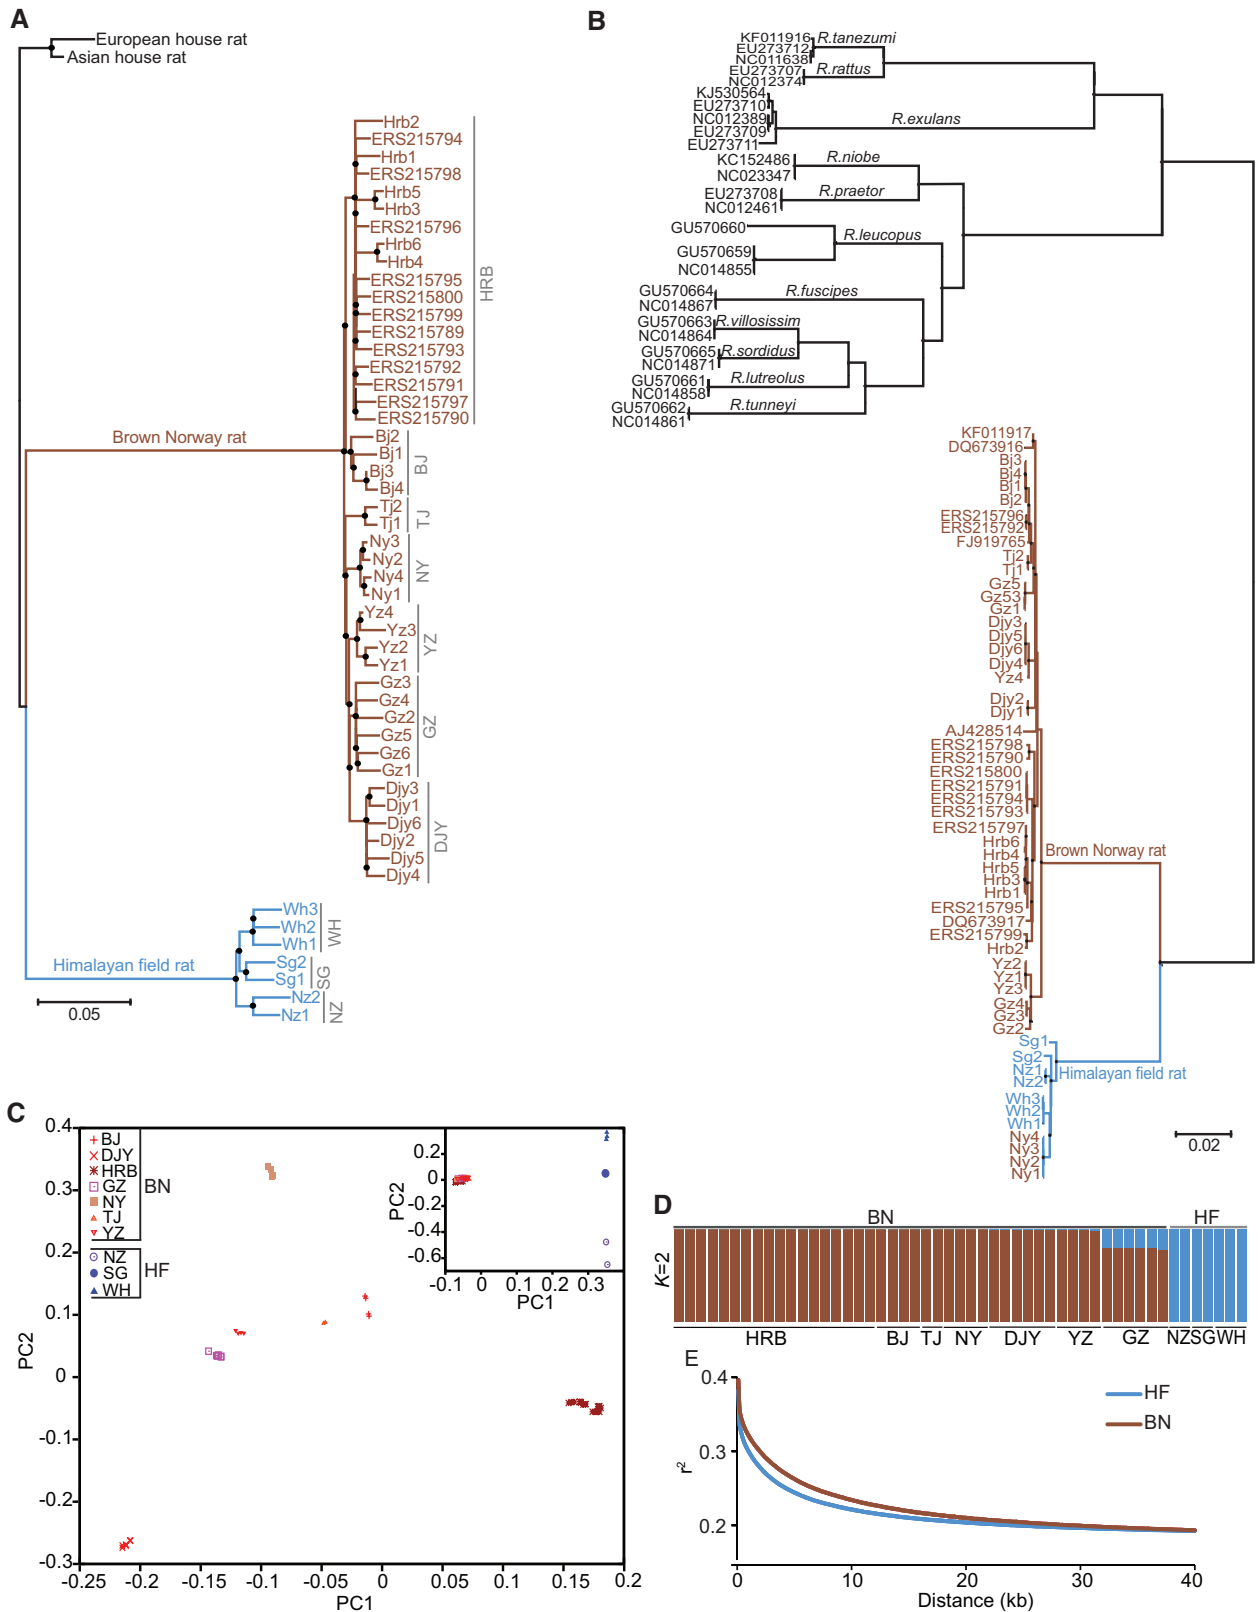 A
European house rat
Asian house rat
Hrb2
ERS215794
Hrb1
ERS215798
Hrb5
Hrb3
ERS215796
Hrb6
Hrb4
ERS215795
ERS215800
ERS215799
ERS215789
ERS215793
ERS215792
ERS215791
ERS215797
ERS215790
HRB
Brown Norway rat
Bj2
Bj1
Bj3
Bj4
BJ
Tj2
Tj1
TJ
Ny3
Ny2
Ny4
Ny1
NY
Yz4
Yz3
Yz2
Yz1
YZ
Gz3
Gz4
Gz2
Gz5
Gz6
Gz1
GZ
Djy3
Djy1
Djy6
Djy2
Djy5
Djy4
DJY
Wh3
Wh2
Wh1
WH
Himalayan field rat
Sg2
Sg1
SG
Nz2
Nz1
NZ
0.05
B
KF011916
EU273712
NC011638
R.tanezumi
EU273707
NC012374
R.rattus
KJ530564
EU273710
NC012389
EU273709
EU273711
R.exulans
KC152486
NC023347
R.niobe
EU273708
NC012461
R.praetor
GU570660
R.leucopus
GU570659
NC014855
GU570664
NC014867
R.fuscipes
GU570663
NC014864
R.villosissim
GU570665
NC014871
R.sordidus
GU570661
NC014858
R.lutreolus
GU570662
NC014861
R.tunneyi
KF011917
DQ673916
Bj3
Bj4
Bj1
Bj2
ERS215796
ERS215792
FJ919765
Tj2
Tj1
Gz5
Gz53
Gz1
Djy3
Djy5
Djy6
Djy4
Yz4
Djy2
Djy1
AJ428514
ERS215798
ERS215790
ERS215800
ERS215791
ERS215794
ERS215793
ERS215797
Hrb6
Hrb4
Hrb5
Hrb3
Hrb1
ERS215795
DQ673917
ERS215799
Hrb2
Brown Norway rat
Yz2
Yz1
Yz3
Gz4
Gz3
Gz2
Sg1
Sg2
Nz1
Nz2
Himalayan field rat
Wh3
Wh2
Wh1
Ny4
Ny3
Ny2
Ny1
0.02
C
0.4
0.3
0.2
0.1
0
-0.1
-0.2
-0.3
PC2
-0.25
-0.2
-0.15
-0.1
-0.05
0
0.05
0.1
0.15
0.2
PC1
BJ
DJY
HRB
GZ
NY
TJ
YZ
BN
NZ
SG
WH
HF
0.2
0
-0.2
-0.4
-0.6
PC2
-0.1
0
0.1
0.2
0.3
PC1
D
BN
HF
K=2
HRB
BJ
TJ
NY
DJY
YZ
GZ
NZ
SG
WH
E
0.4
0.3
0.2
r2
HF
BN
0
10
20
30
40
Distance (kb)